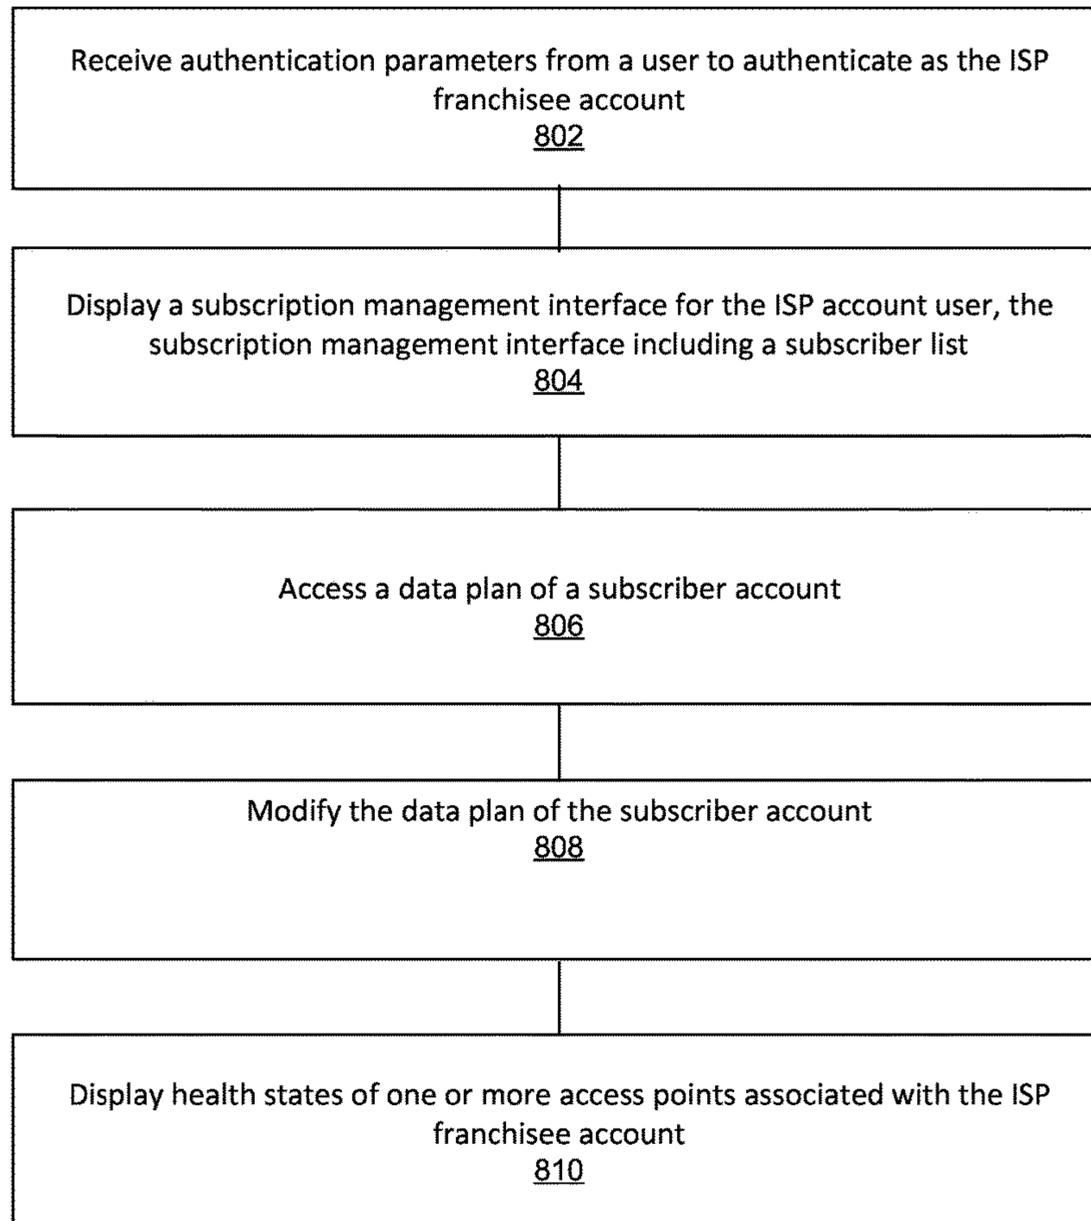 Receive authentication parameters from a user to authenticate as the ISP
franchisee account
802
Display a subscription management interface for the ISP account user, the
subscription management interface including a subscriber list
804
Access a data plan of a subscriber account
806
Modify the data plan of the subscriber account
808
Display health states of one or more access points associated with the ISP
franchisee account
810